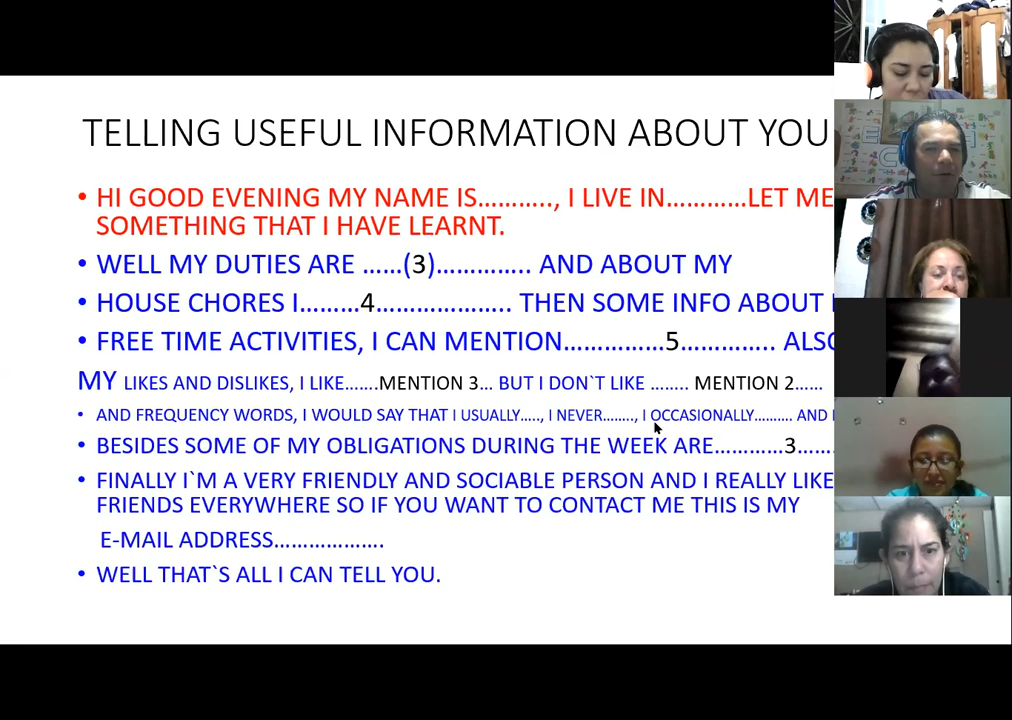 TELLING USEFUL INFORMATION ABOUT YOU
• HI GOOD EVENING MY NAME IS……….., I LIVE IN…………LET ME
SOMETHING THAT I HAVE LEARNT.
• WELL MY DUTIES ARE ……(3)………….. AND ABOUT MY
• HOUSE CHORES I………4……………….. THEN SOME INFO ABOUT
• FREE TIME ACTIVITIES, I CAN MENTION……………5………….. ALSO
MY LIKES AND DISLIKES, I LIKE…….MENTION 3… BUT I DON`T LIKE …….. MENTION 2……
• AND FREQUENCY WORDS, I WOULD SAY THAT I USUALLY….., I NEVER…….., I OCCASIONALLY………. AND
• BESIDES SOME OF MY OBLIGATIONS DURING THE WEEK ARE…………3……
• FINALLY I`M A VERY FRIENDLY AND SOCIABLE PERSON AND I REALLY LIKE
FRIENDS EVERYWHERE SO IF YOU WANT TO CONTACT ME THIS IS MY
E-MAIL ADDRESS……………….
• WELL THAT`S ALL I CAN TELL YOU.